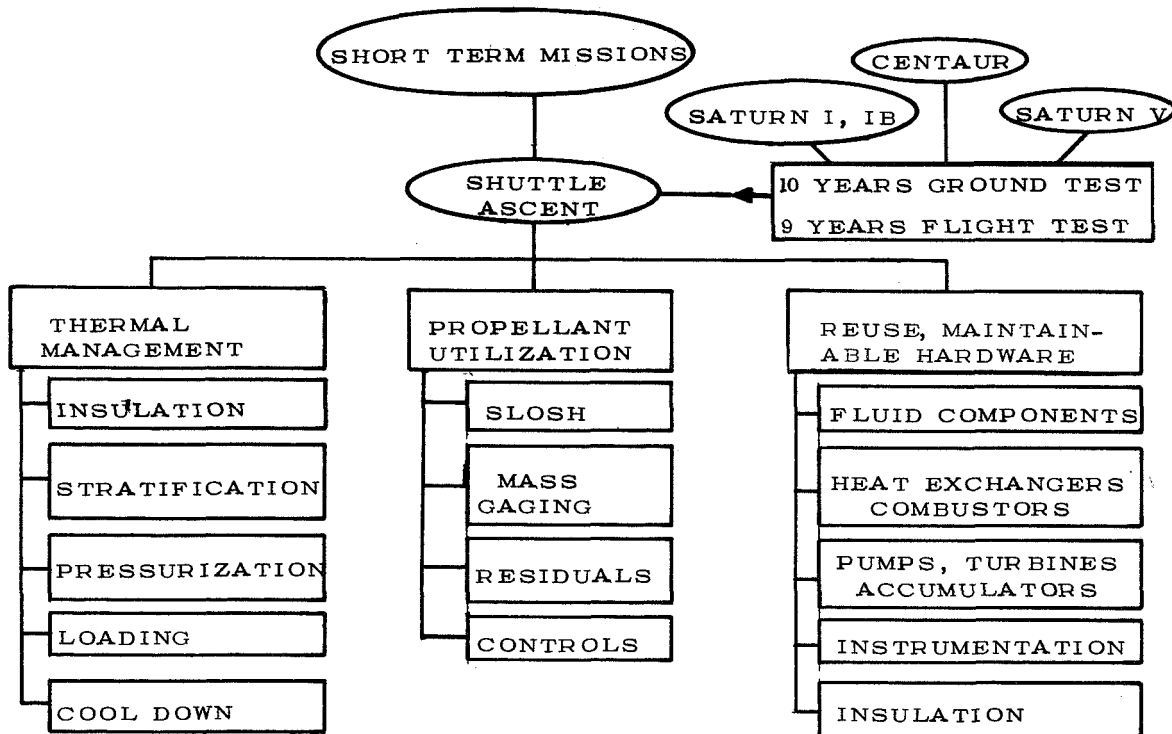 SHORT TERM MISSIONS
CENTAUR
SATURN I, IB
SATURN V
SHUTTLE
ASCENT
10 YEARS GROUND TEST
9 YEARS FLIGHT TEST
THERMAL
MANAGEMENT
INSULATION
STRATIFICATION
PRESSURIZATION
LOADING
COOL DOWN
PROPELLANT
UTILIZATION
SLOSH
MASS
GAGING
RESIDUALS
CONTROLS
REUSE, MAINTAIN-
ABLE HARDWARE
FLUID COMPONENTS
HEAT EXCHANGERS
COMBUSTORS
PUMPS, TURBINES
ACCUMULATORS
INSTRUMENTATION
INSULATION